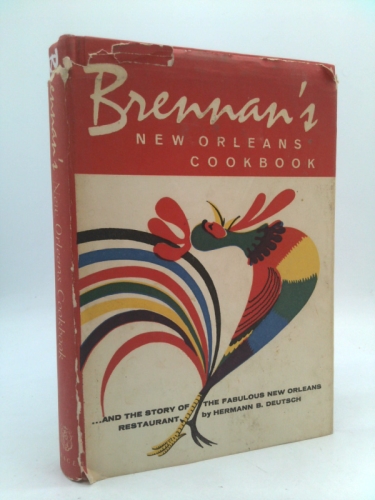 Brennan's
NEW ORLEANS
COOKBOOK
...AND THE STORY OF THE FABULOUS NEW ORLEANS
RESTAURANT by HERMANN B. DEUTSCH
Brennan's New Orleans Cookbook